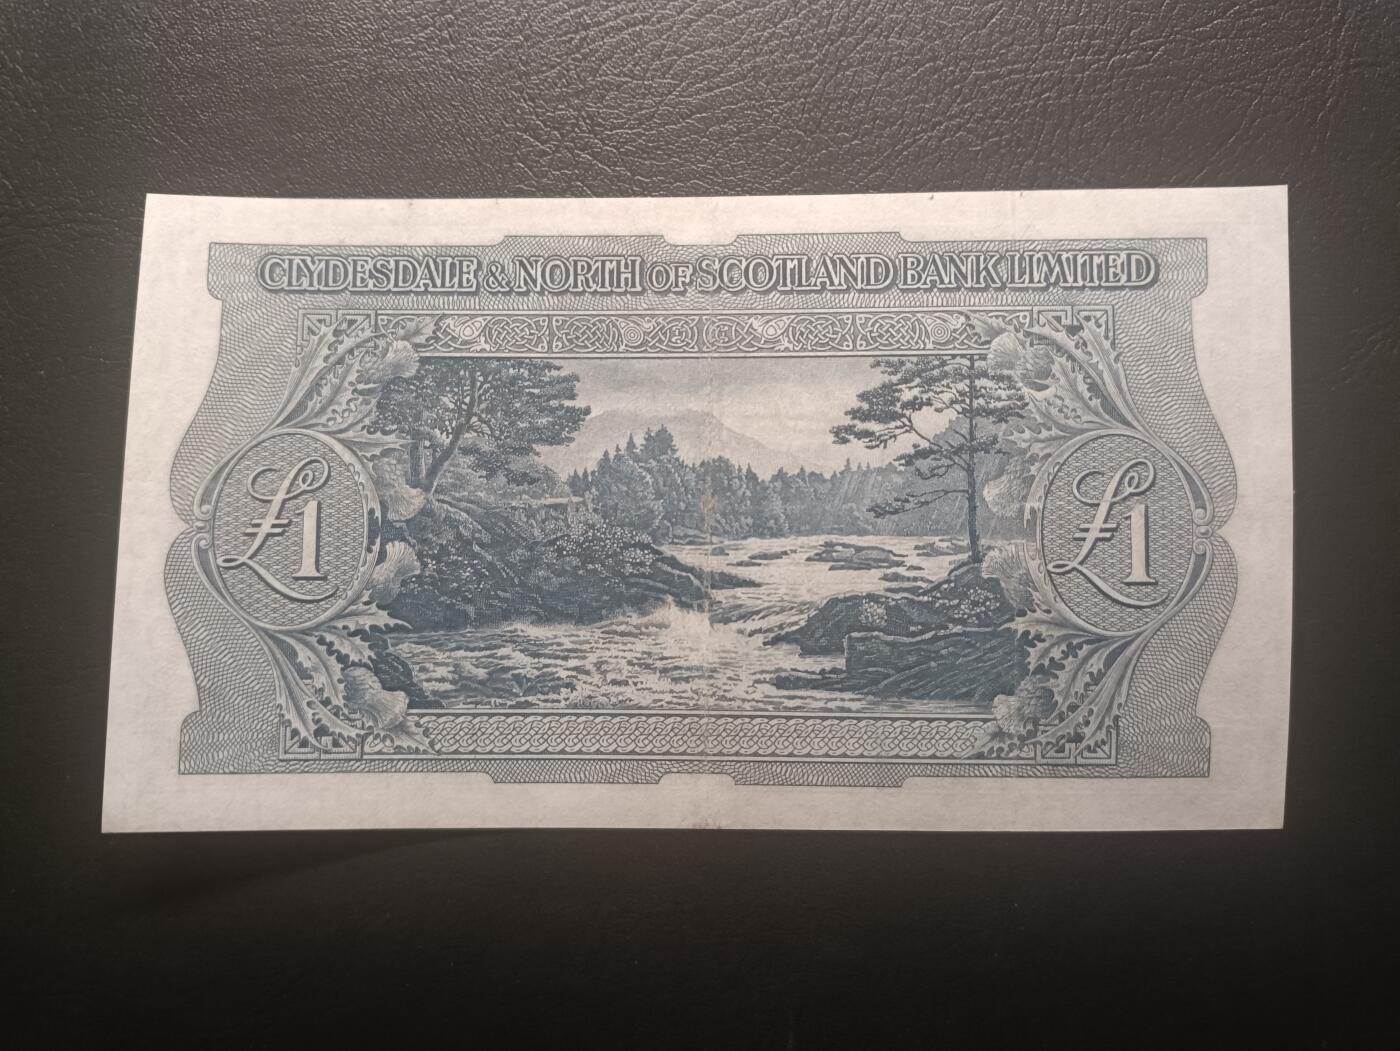 CLYDESDALE & NORTH OF SCOTLAND BANK LIMITED
£1 £1